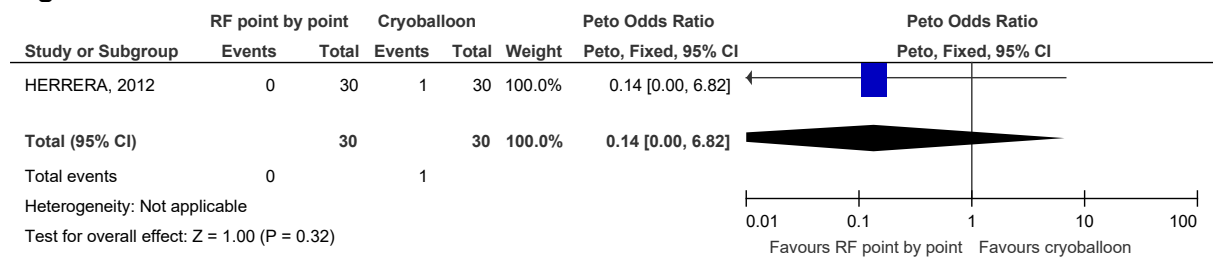 RF point by point Cryoballoon Peto Odds Ratio Peto Odds Ratio
Study or Subgroup Events Total Events Total Weight Peto, Fixed, 95% CI Peto, Fixed, 95% CI
HERRERA, 2012 0 30 1 30 100.0% 0.14 [0.00, 6.82]
Total (95% CI) 30 30 100.0% 0.14 [0.00, 6.82]
Total events 0 1
Heterogeneity: Not applicable
Test for overall effect: Z = 1.00 (P = 0.32)
0.01 0.1 1 10 100
Favours RF point by point Favours cryoballoon